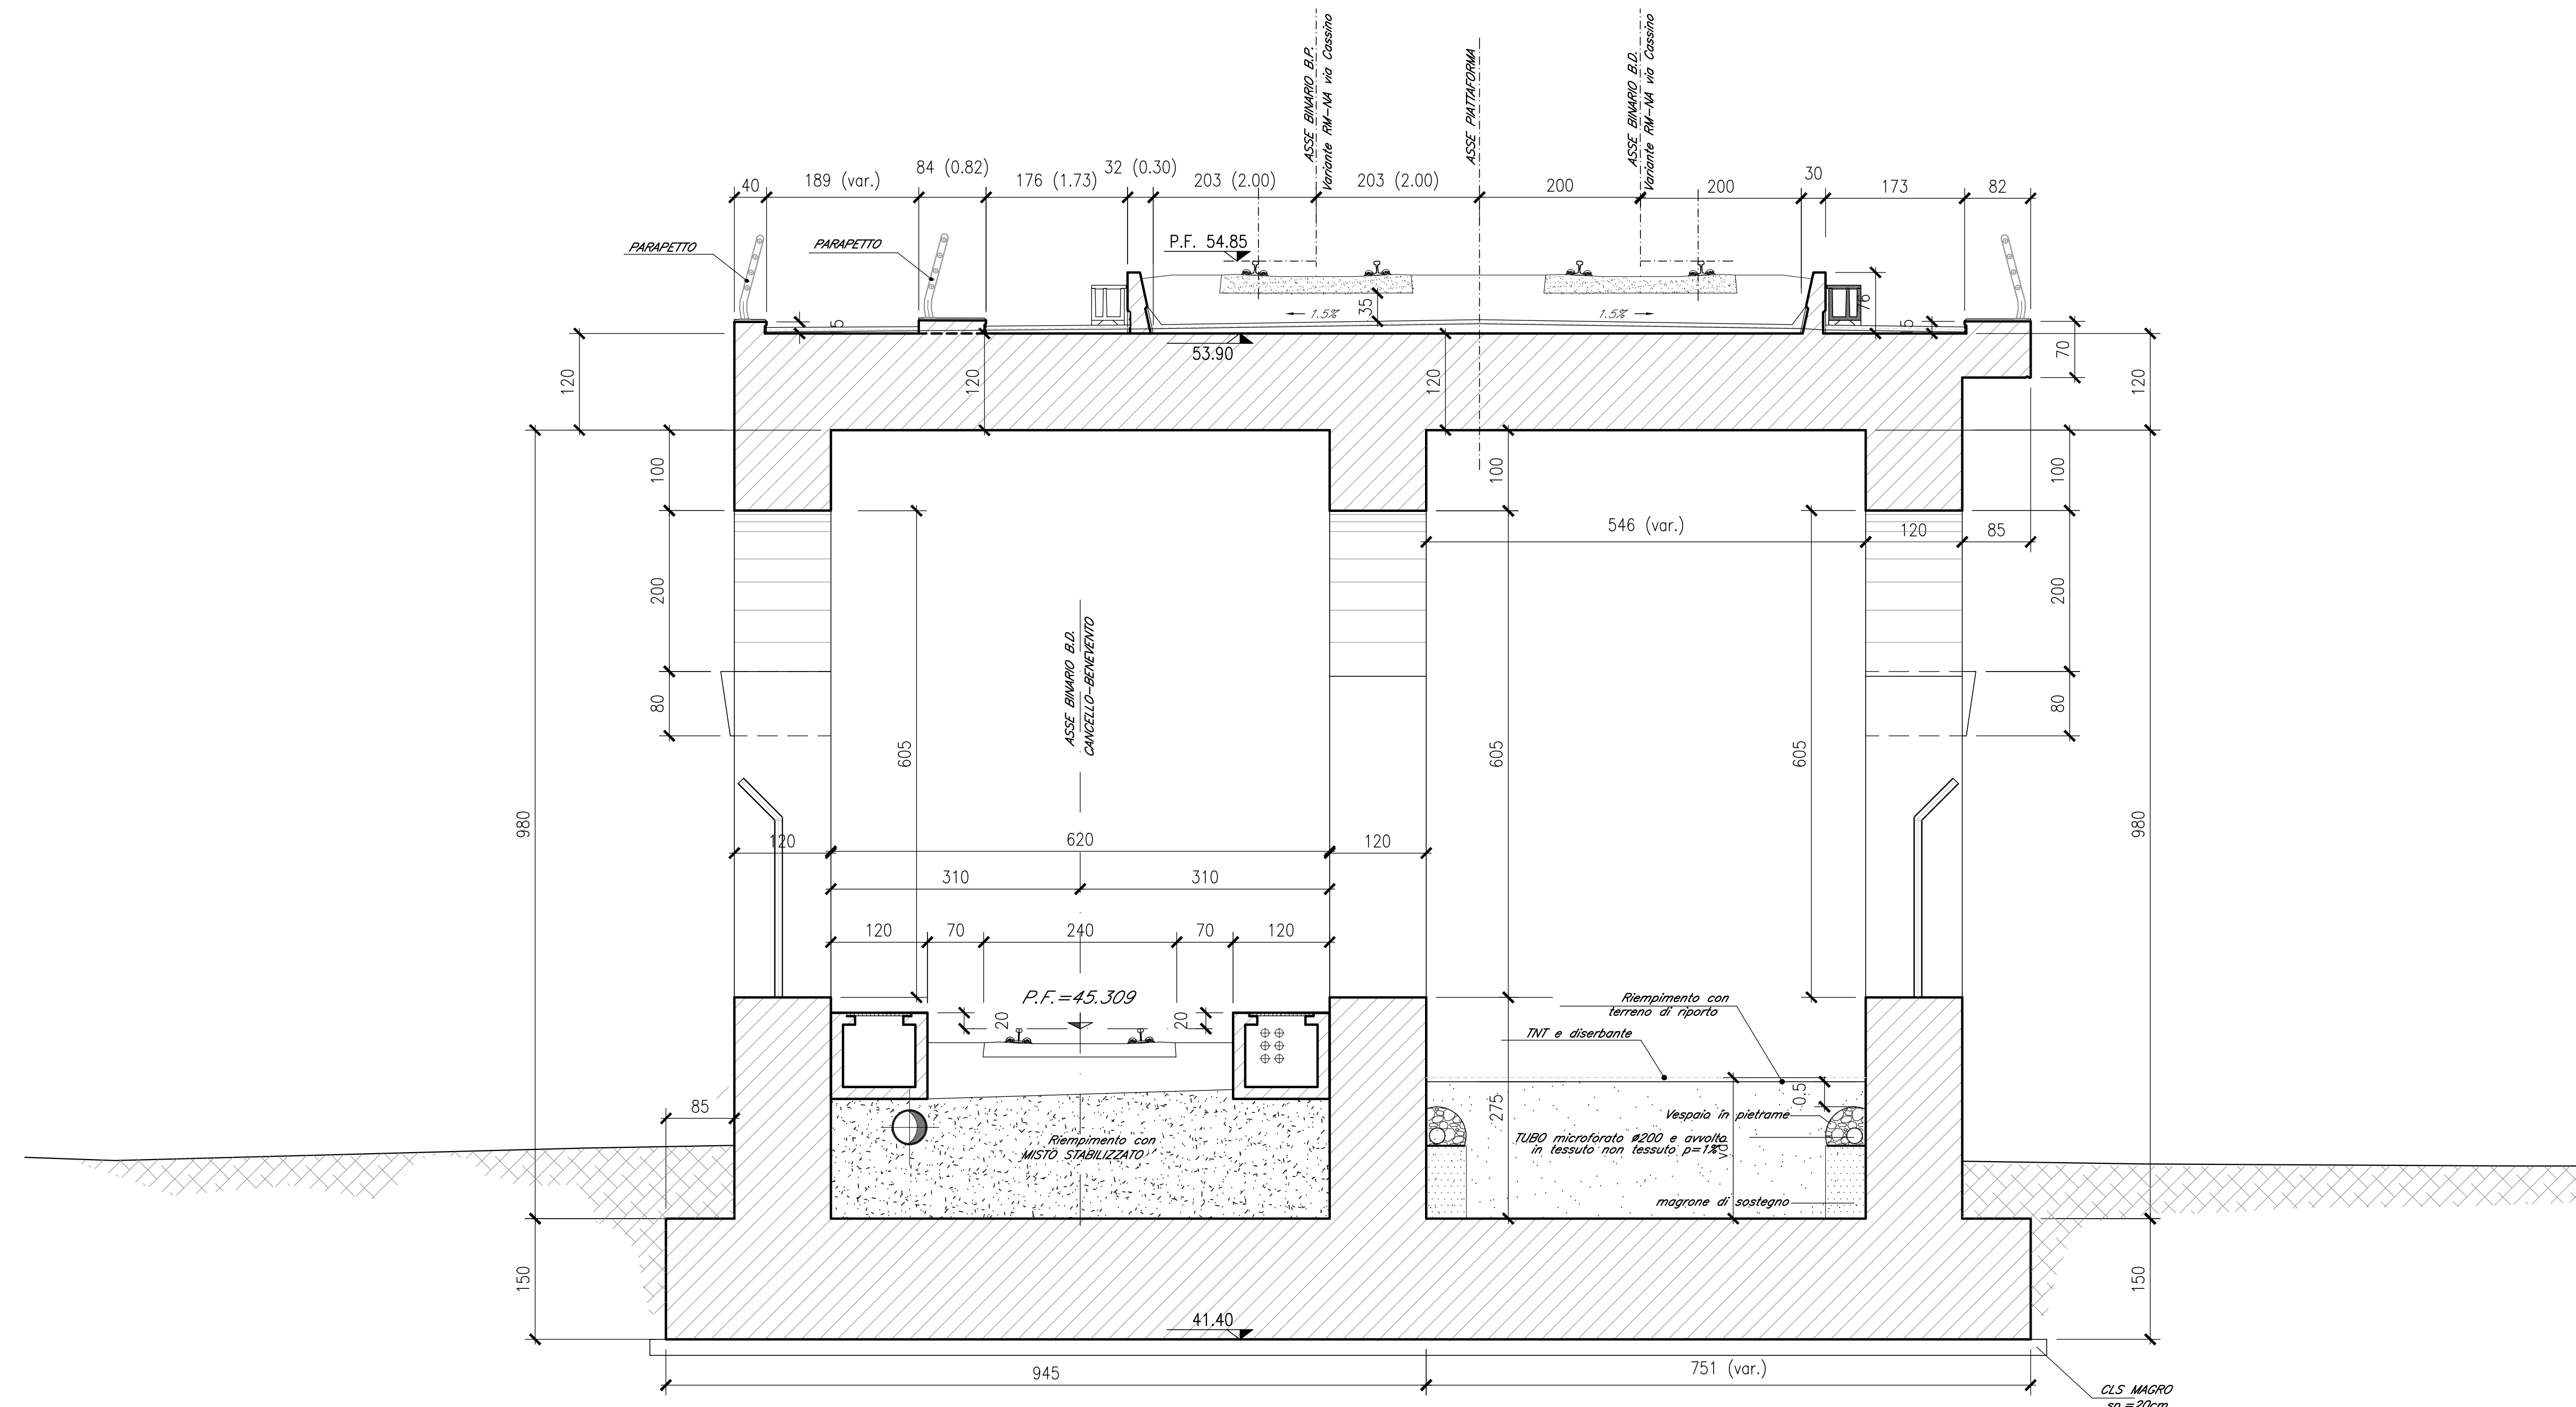 ASSE BINARIO B.P.
Variante RM-NA via Cassino
ASSE PIATTAFORMA
ASSE BINARIO B.D.
Variante RM-NA via Cassino
40
189 (var.)
84 (0.82)
176 (1.73)
32 (0.30)
203 (2.00)
203 (2.00)
200
200
30
173
82
PARAPETTO
PARAPETTO
P.F. 54.85
76
35
1.5%
1.5%
5
15
53.90
120
120
120
70
120
100
100
100
546 (var.)
120
85
200
200
80
80
ASSE BINARIO B.D.
CANCELLO-BENEVENTO
605
605
605
980
980
120
620
120
310
310
120
70
240
70
120
P.F.=45.309
20
20
Riempimento con
terreno di riporto
TNT e diserbante
0.5
85
275
Vespaio in pietrame
TUBO microforato ø200 e avvolto
in tessuto non tessuto p=1%
Riempimento con
MISTO STABILIZZATO
magrone di sostegno
150
150
41.40
945
751 (var.)
CLS MAGRO
sp.=20cm